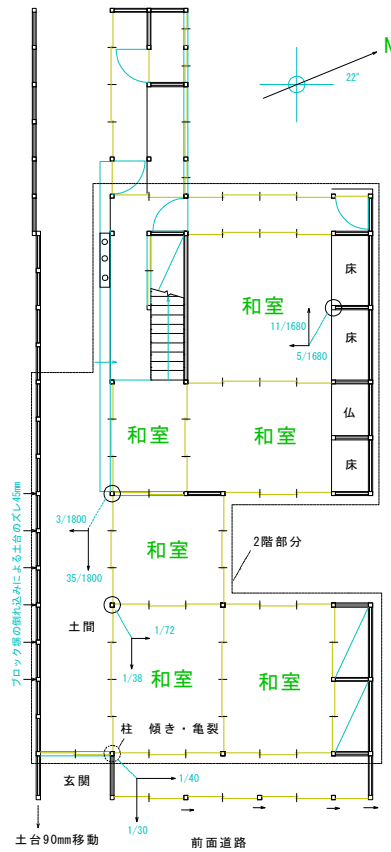 N
22°
床
和室
11/1680
床
5/1680
仏
和室
和室
床
3/1800
2階部分
和室
35/1800
ブロック塀の倒れ込みによる土台のズレ45mm
土間
1/72
1/38
和室
和室
柱 傾き・亀裂
玄関
1/40
1/30
土台90mm移動
前面道路